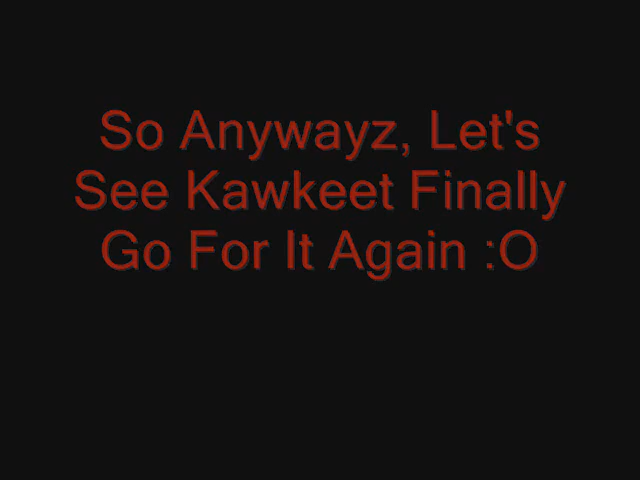 So Anywayz, Let's
See Kawkeet Finally
Go For It Again :O